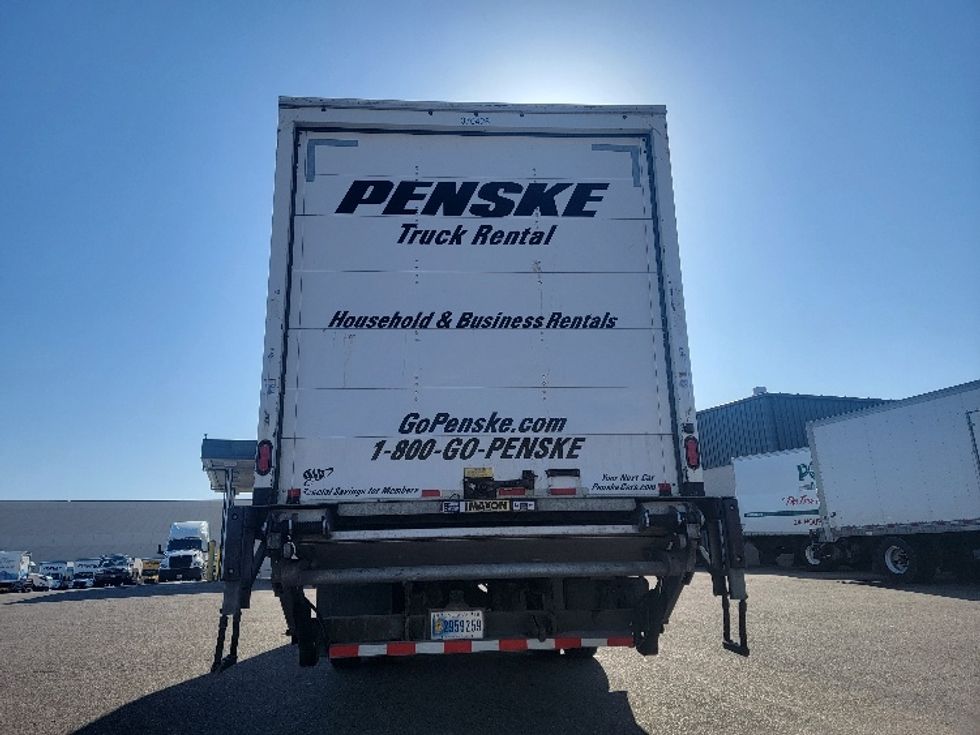 PENSKE
Truck Rental
Household & Business Rentals
GoPenske.com
1-800-GO-PENSKE
AAA
Special Savings for Members
Your Next Car
PenskeCars.com
MAXON
2959259